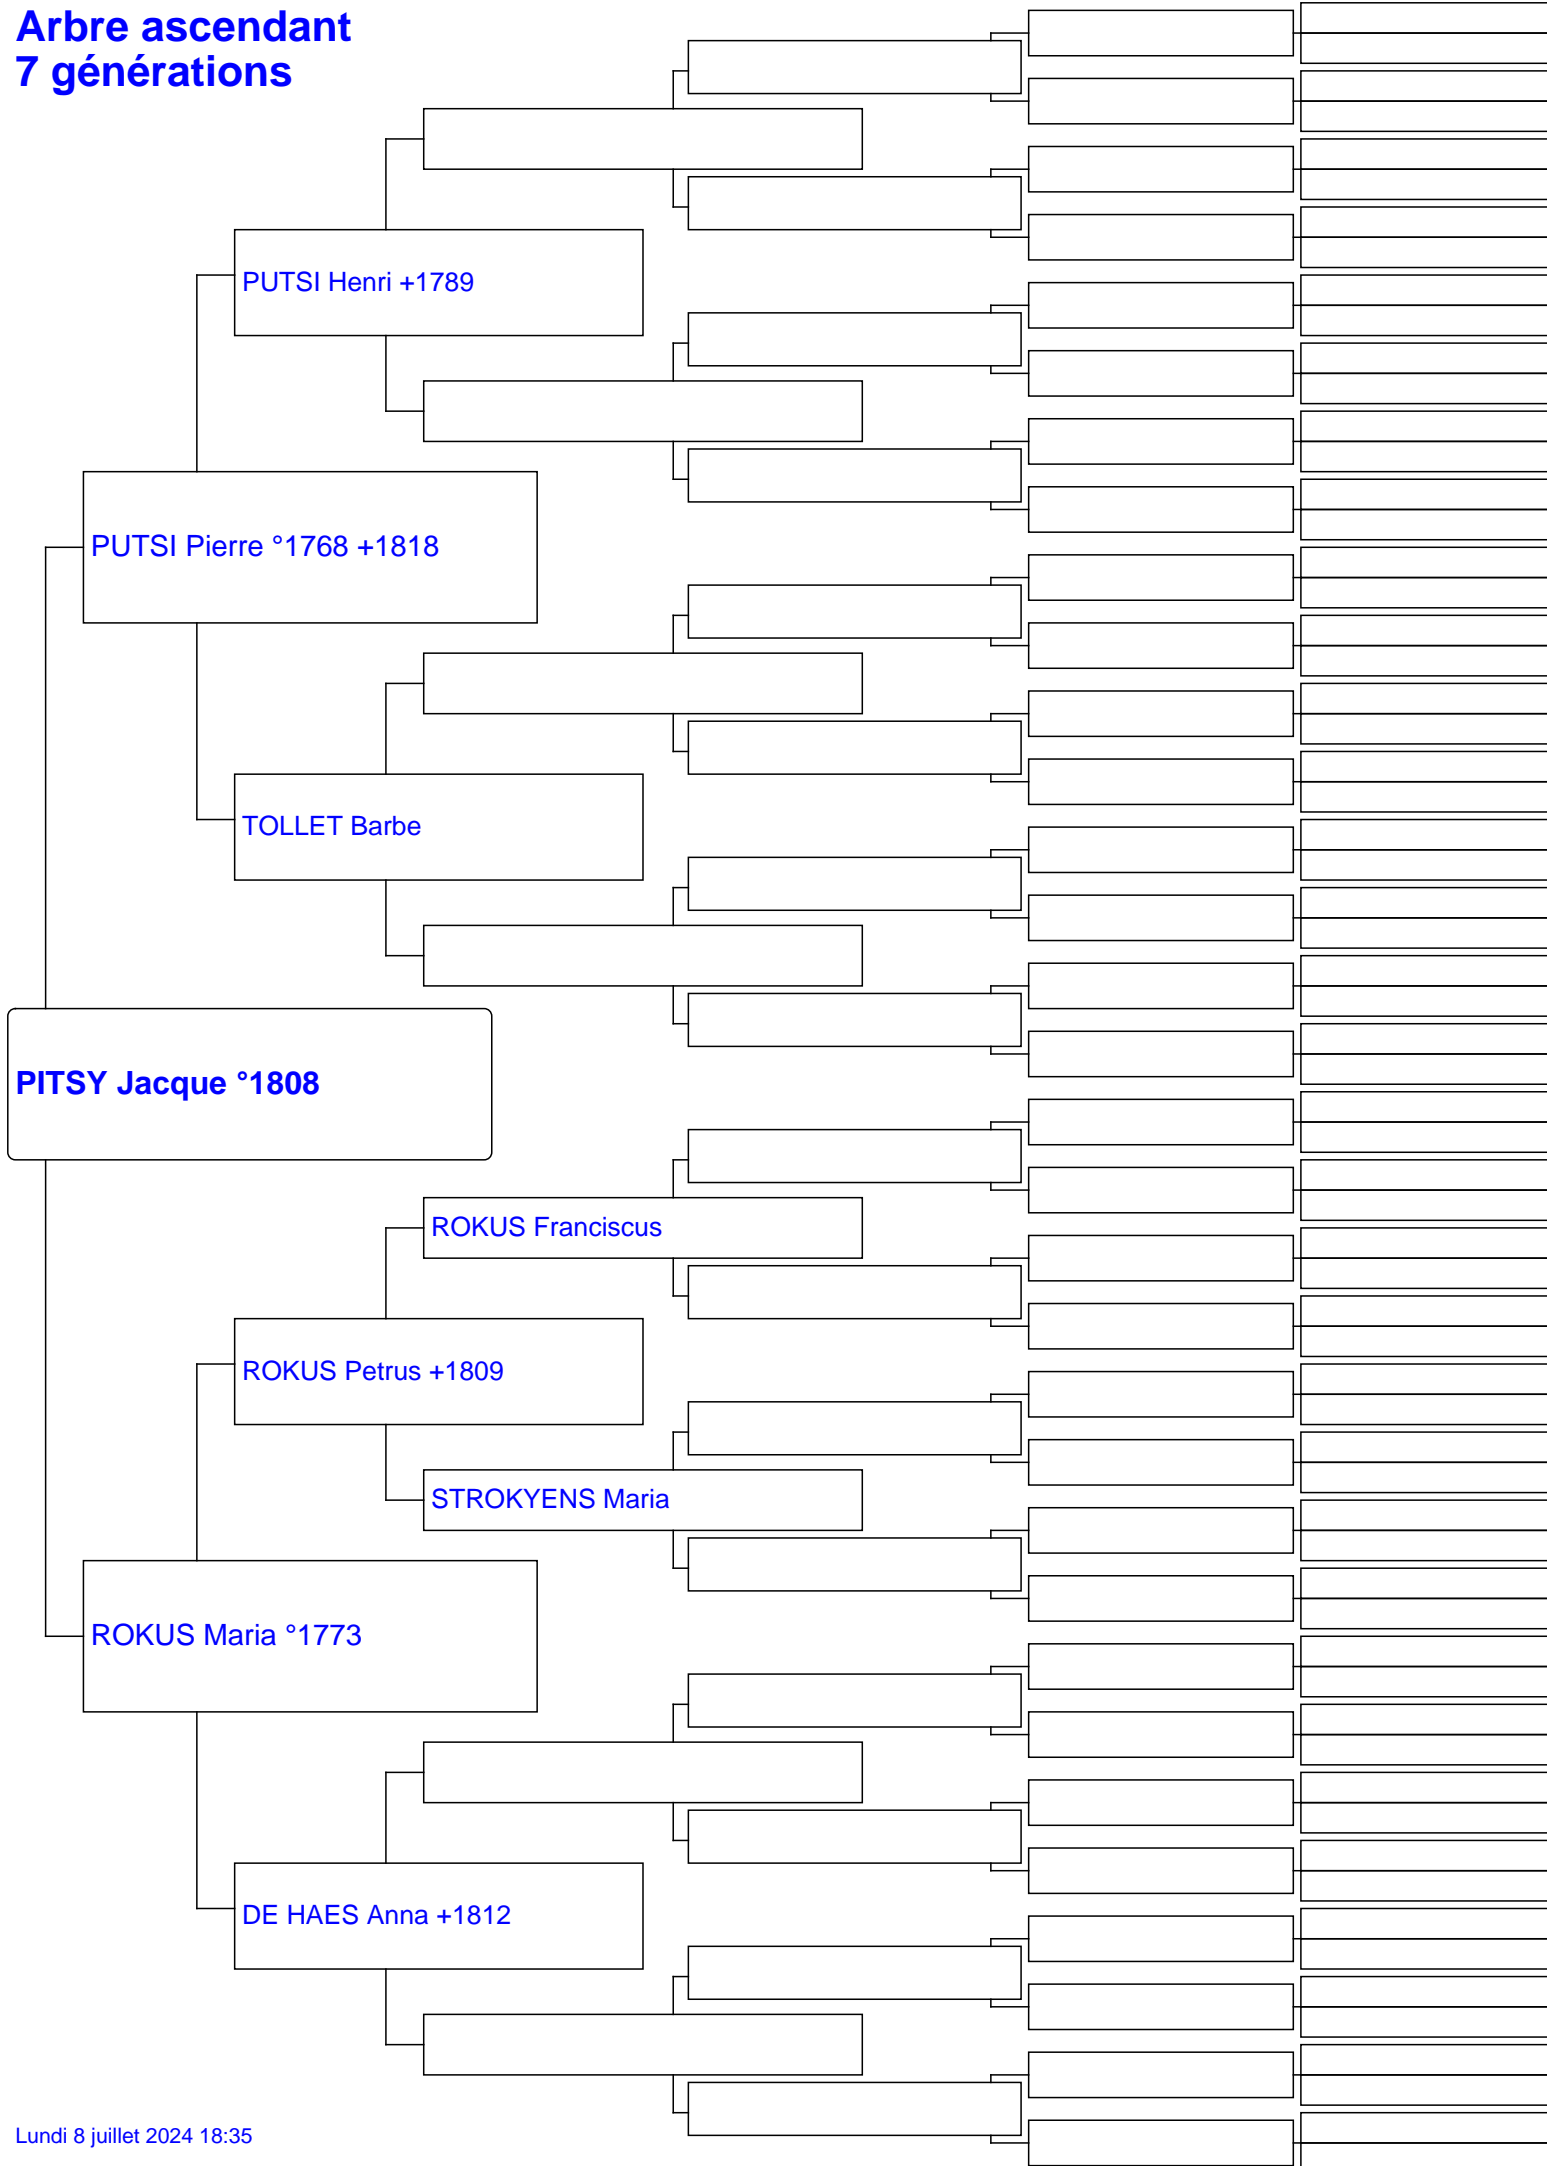 Arbre ascendant
7 générations
PUTSI Henri +1789
PUTSI Pierre °1768 +1818
TOLLET Barbe
PITSY Jacque °1808
ROKUS Franciscus
ROKUS Petrus +1809
STROKYENS Maria
ROKUS Maria °1773
DE HAES Anna +1812
Lundi 8 juillet 2024 18:35